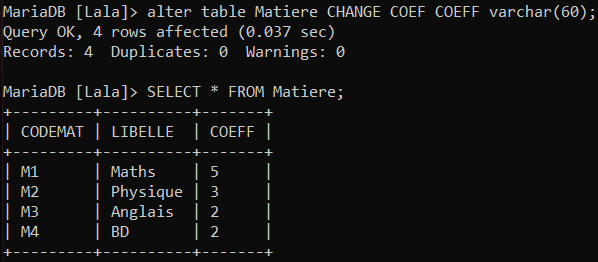 MariaDB [Lala]> alter table Matiere CHANGE COEF COEFF varchar(60);
Query OK, 4 rows affected (0.037 sec)
Records: 4  Duplicates: 0  Warnings: 0
MariaDB [Lala]> SELECT * FROM Matiere;
+---------+----------+-------+
| CODEMAT | LIBELLE  | COEFF |
+---------+----------+-------+
| M1      | Maths    | 5     |
| M2      | Physique | 3     |
| M3      | Anglais  | 2     |
| M4      | BD       | 2     |
+---------+----------+-------+